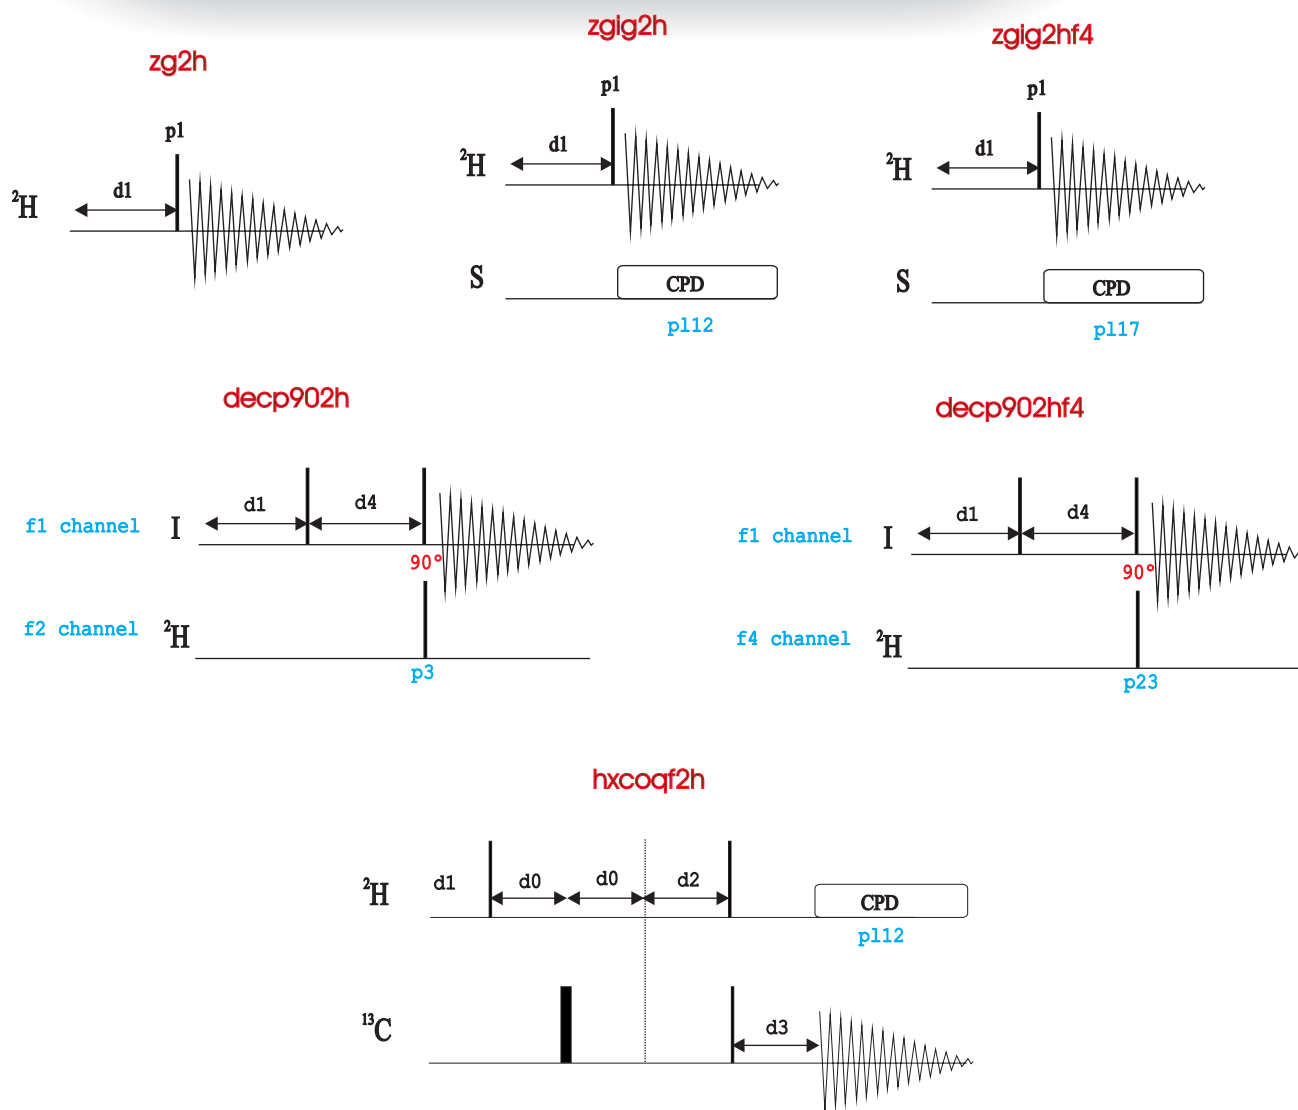 zg2h
p1
d1
²H
zgig2h
p1
d1
²H
S
CPD
pl12
zgig2hf4
p1
d1
²H
S
CPD
pl17
decp902h
d1
d4
f1 channel
I
90°
f2 channel
²H
p3
decp902hf4
d1
d4
f1 channel
I
90°
f4 channel
²H
p23
hxcoqf2h
²H
d1
d0
d0
d2
CPD
pl12
¹³C
d3